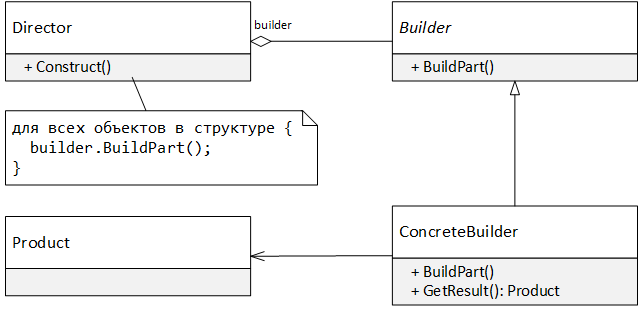 Director
+ Construct()
builder
Builder
+ BuildPart()
для всех объектов в структуре {
builder.BuildPart();
}
Product
ConcreteBuilder
+ BuildPart()
+ GetResult(): Product